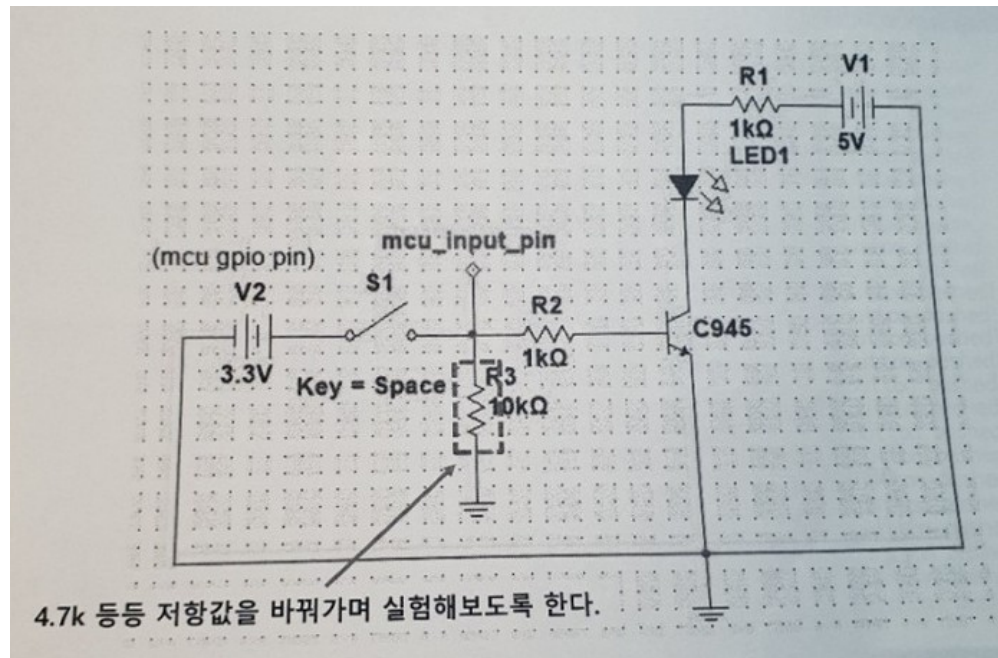 V1
R1
1kΩ
5V
LED1
mcu_input_pin
(mcu gpio pin)
S1
V2
R2
C945
1kΩ
3.3V
Key = Space
R3
10kΩ
4.7k 등등 저항값을 바꿔가며 실험해보도록 한다.